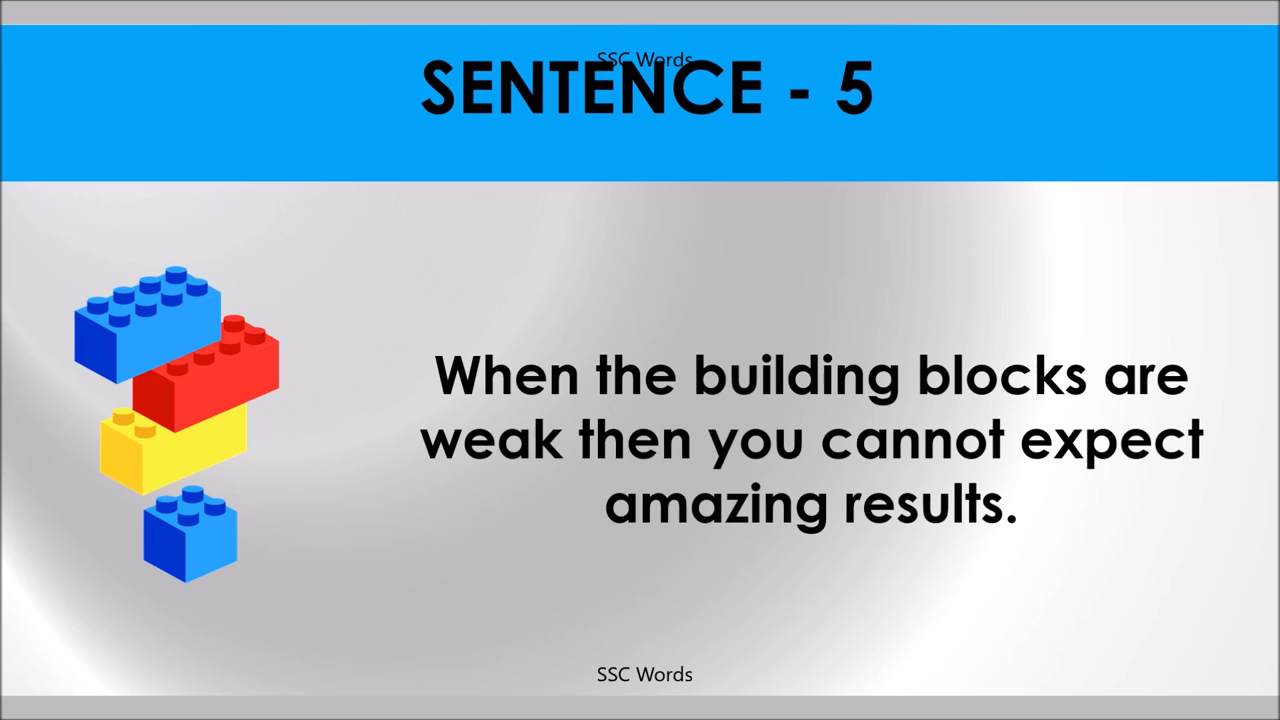 SSC Words
SENTENCE - 5
When the building blocks are
weak then you cannot expect
amazing results.
SSC Words